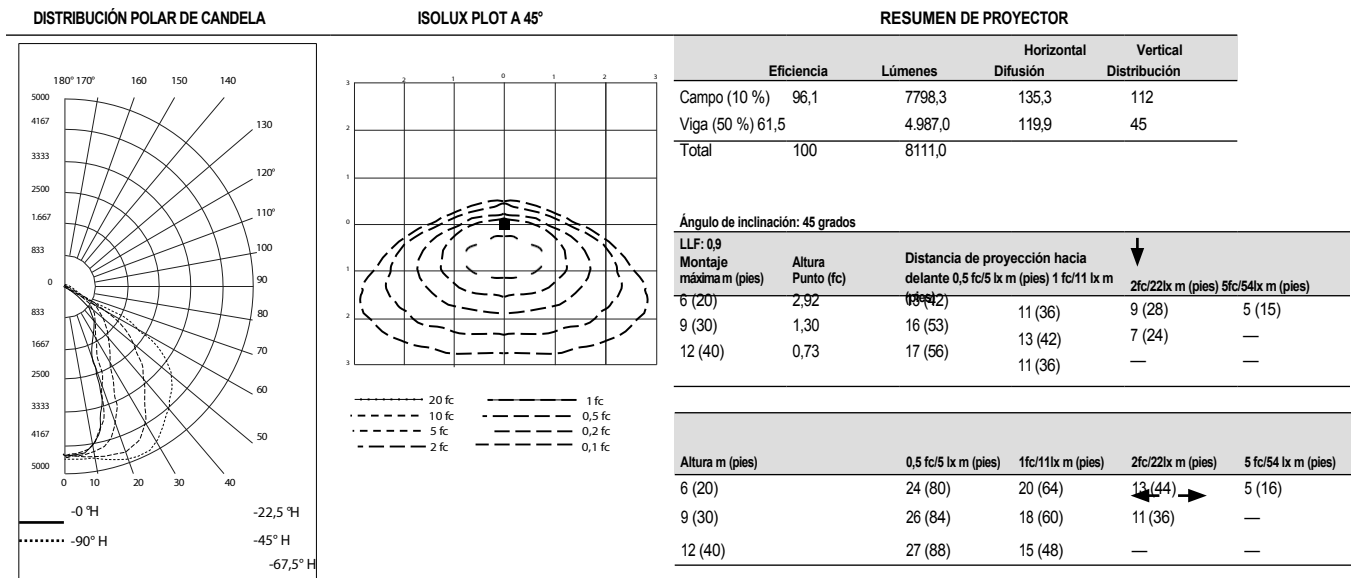 DISTRIBUCIÓN POLAR DE CANDELA
180° 170° 160 150 140
5000
4167
3333
2500
1.667
833
0
833
1667
2500
3333
4167
5000
130
120°
110°
100
90
80
70
60
50
0 10 20 30 40
-0 °H
-90° H
-22,5 °H
-45° H
-67,5° H
ISOLUX PLOT A 45°
3 2 1 0 1 2 3
2
1
0
1
2
3
20 fc
10 fc
5 fc
2 fc
1 fc
0,5 fc
0,2 fc
0,1 fc
RESUMEN DE PROYECTOR
Horizontal Vertical
Eficiencia Lúmenes Difusión Distribución
Campo (10 %) 96,1 7798,3 135,3 112
Viga (50 %) 61,5 4.987,0 119,9 45
Total 100 8111,0
Ángulo de inclinación: 45 grados
LLF: 0,9
Montaje Altura Distancia de proyección hacia
máxima m (pies) Punto (fc) delante 0,5 fc/5 lx m (pies) 1 fc/11 lx m (pies) 2fc/22lx m (pies) 5fc/54lx m (pies)
6 (20) 2,92 13 (42) 11 (36) 9 (28) 5 (15)
9 (30) 1,30 16 (53) 13 (42) 7 (24) —
12 (40) 0,73 17 (56) 11 (36) — —
Altura m (pies) 0,5 fc/5 lx m (pies) 1fc/11lx m (pies) 2fc/22lx m (pies) 5 fc/54 lx m (pies)
6 (20) 24 (80) 20 (64) 13 (44) 5 (16)
9 (30) 26 (84) 18 (60) 11 (36) —
12 (40) 27 (88) 15 (48) — —